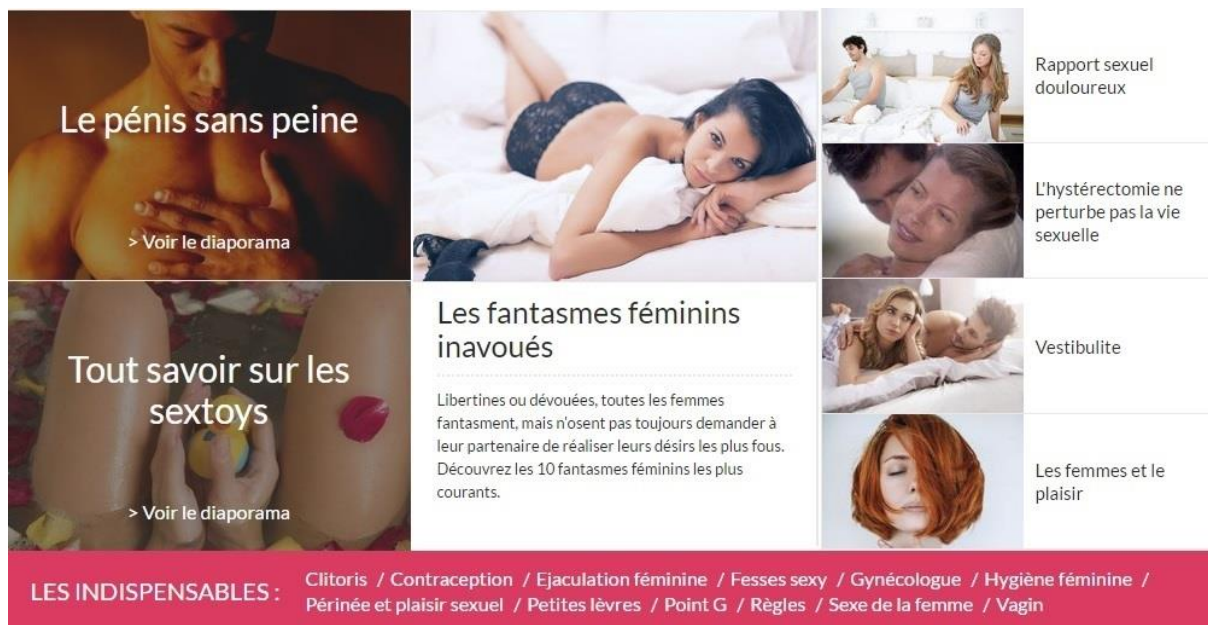 Le pénis sans peine
> Voir le diaporama
Tout savoir sur les
sextoys
> Voir le diaporama
Les fantasmes féminins
inavoués
Libertines ou dévouées, toutes les femmes
fantasment, mais n'osent pas toujours demander à
leur partenaire de réaliser leurs désirs les plus fous.
Découvrez les 10 fantasmes féminins les plus
courants.
Rapport sexuel
douloureux
L'hystérectomie ne
perturbe pas la vie
sexuelle
Vestibulite
Les femmes et le
plaisir
LES INDISPENSABLES :
Clitoris / Contraception / Ejaculation féminine / Fesses sexy / Gynécologue / Hygiène féminine /
Périnée et plaisir sexuel / Petites lèvres / Point G / Règles / Sexe de la femme / Vagin